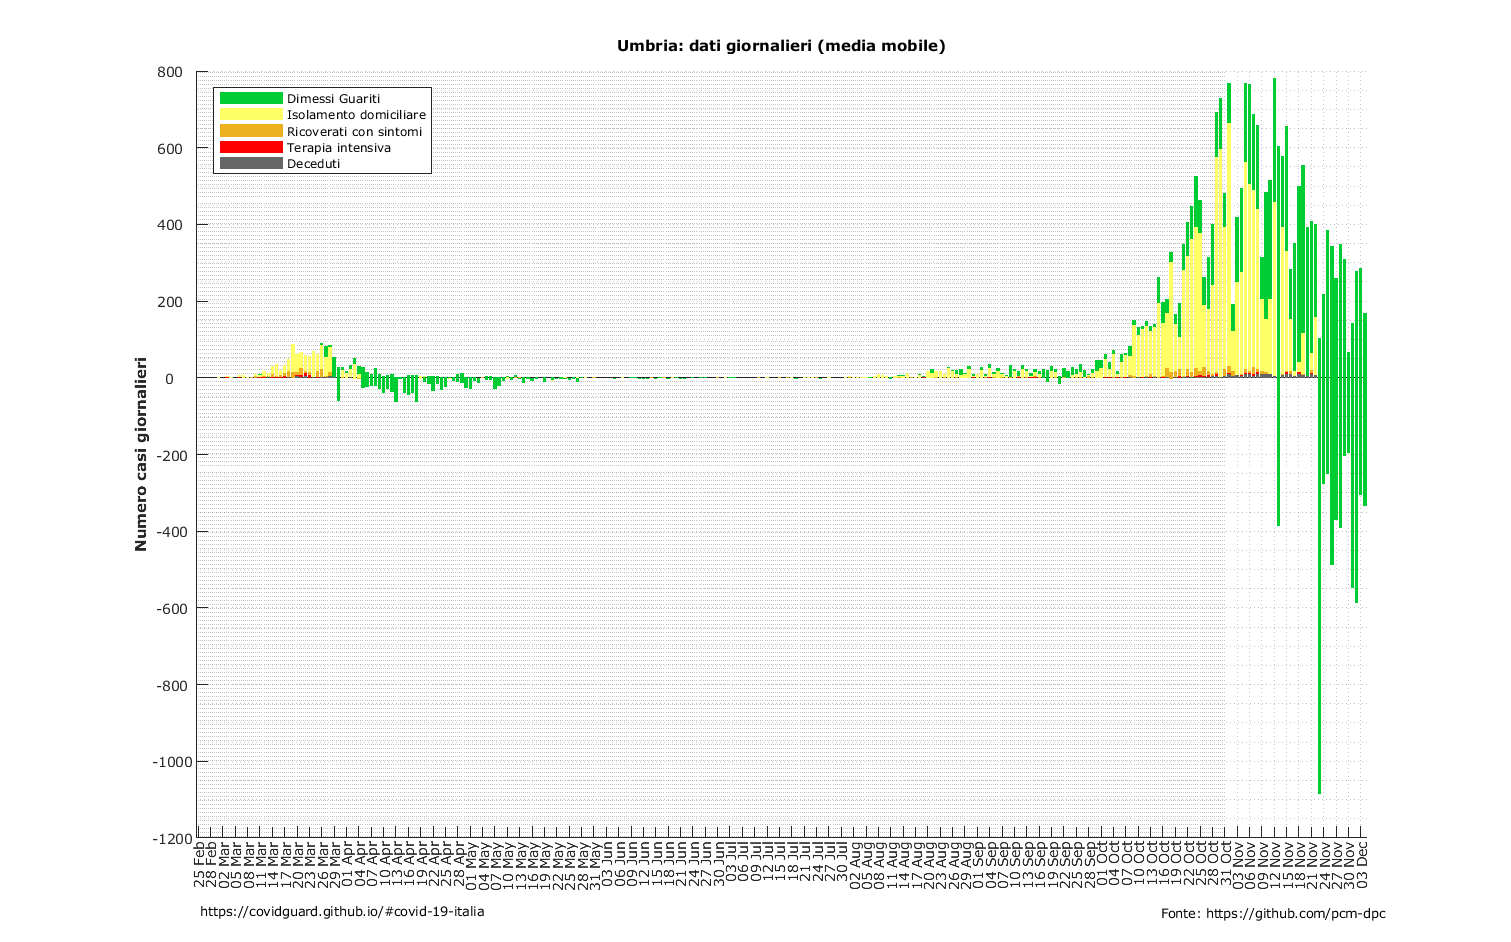 Umbria: dati giornalieri (media mobile)
800
600
400
200
0
-200
-400
-600
-800
-1000
-1200
Numero casi giornalieri
Dimessi Guariti
Isolamento domiciliare
Ricoverati con sintomi
Terapia intensiva
Deceduti
25 Feb
28 Feb
02 Mar
05 Mar
08 Mar
11 Mar
14 Mar
17 Mar
20 Mar
23 Mar
26 Mar
29 Mar
01 Apr
04 Apr
07 Apr
10 Apr
13 Apr
16 Apr
19 Apr
22 Apr
25 Apr
28 Apr
01 May
04 May
07 May
10 May
13 May
16 May
19 May
22 May
25 May
28 May
31 May
03 Jun
06 Jun
09 Jun
12 Jun
15 Jun
18 Jun
21 Jun
24 Jun
27 Jun
30 Jun
03 Jul
06 Jul
09 Jul
12 Jul
15 Jul
18 Jul
21 Jul
24 Jul
27 Jul
30 Jul
02 Aug
05 Aug
08 Aug
11 Aug
14 Aug
17 Aug
20 Aug
23 Aug
26 Aug
29 Aug
01 Sep
04 Sep
07 Sep
10 Sep
13 Sep
16 Sep
19 Sep
22 Sep
25 Sep
28 Sep
01 Oct
04 Oct
07 Oct
10 Oct
13 Oct
16 Oct
19 Oct
22 Oct
25 Oct
28 Oct
31 Oct
03 Nov
06 Nov
09 Nov
12 Nov
15 Nov
18 Nov
21 Nov
24 Nov
27 Nov
30 Nov
03 Dec
https://covidguard.github.io/#covid-19-italia
Fonte: https://github.com/pcm-dpc